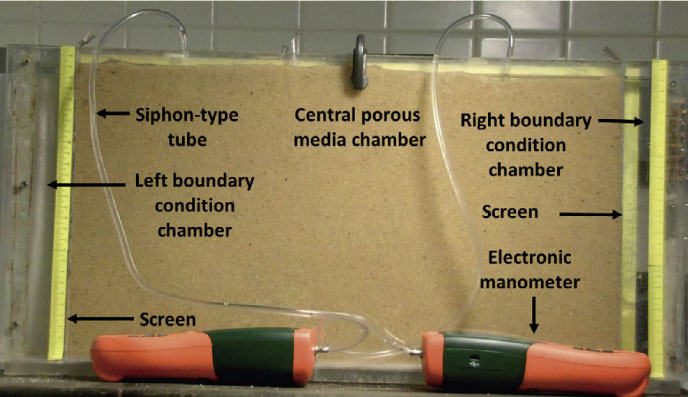 Siphon-type
tube
Central porous
media chamber
Right boundary
condition
chamber
Left boundary
condition
chamber
Screen
Electronic
manometer
Screen